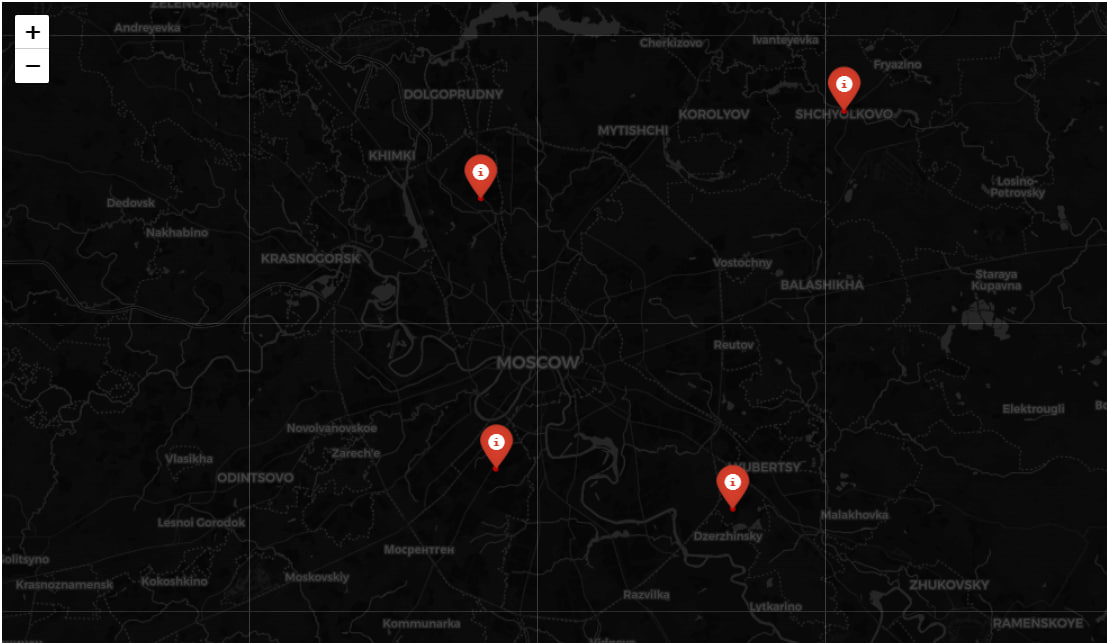 ZELENOGRAD
+
Andreyevka
Cherkizovo
Ivanteyevka
−
Fryazino
i
DOLGOPRUDNY
KOROLYOV
SHCHYOLKOVO
MYTISHCHI
KHIMKI
i
Losino-
Petrovsky
Dedovsk
Nakhabino
KRASNOGORSK
Vostochny
BALASHIKHA
Staraya
Kupavna
Reutov
MOSCOW
Elektrougli
Novoivanovskoe
i
Zarech'e
Vlasikha
YUBERTSY
ODINTSOVO
i
Lesnoi Gorodok
Malakhovka
Dzerzhinsky
Мосрентген
Golitsyno
Moskovskiy
Krasnoznamensk
Kokoshkino
ZHUKOVSKY
Razvilka
Lytkarino
Kommunarka
RAMENSKOYE